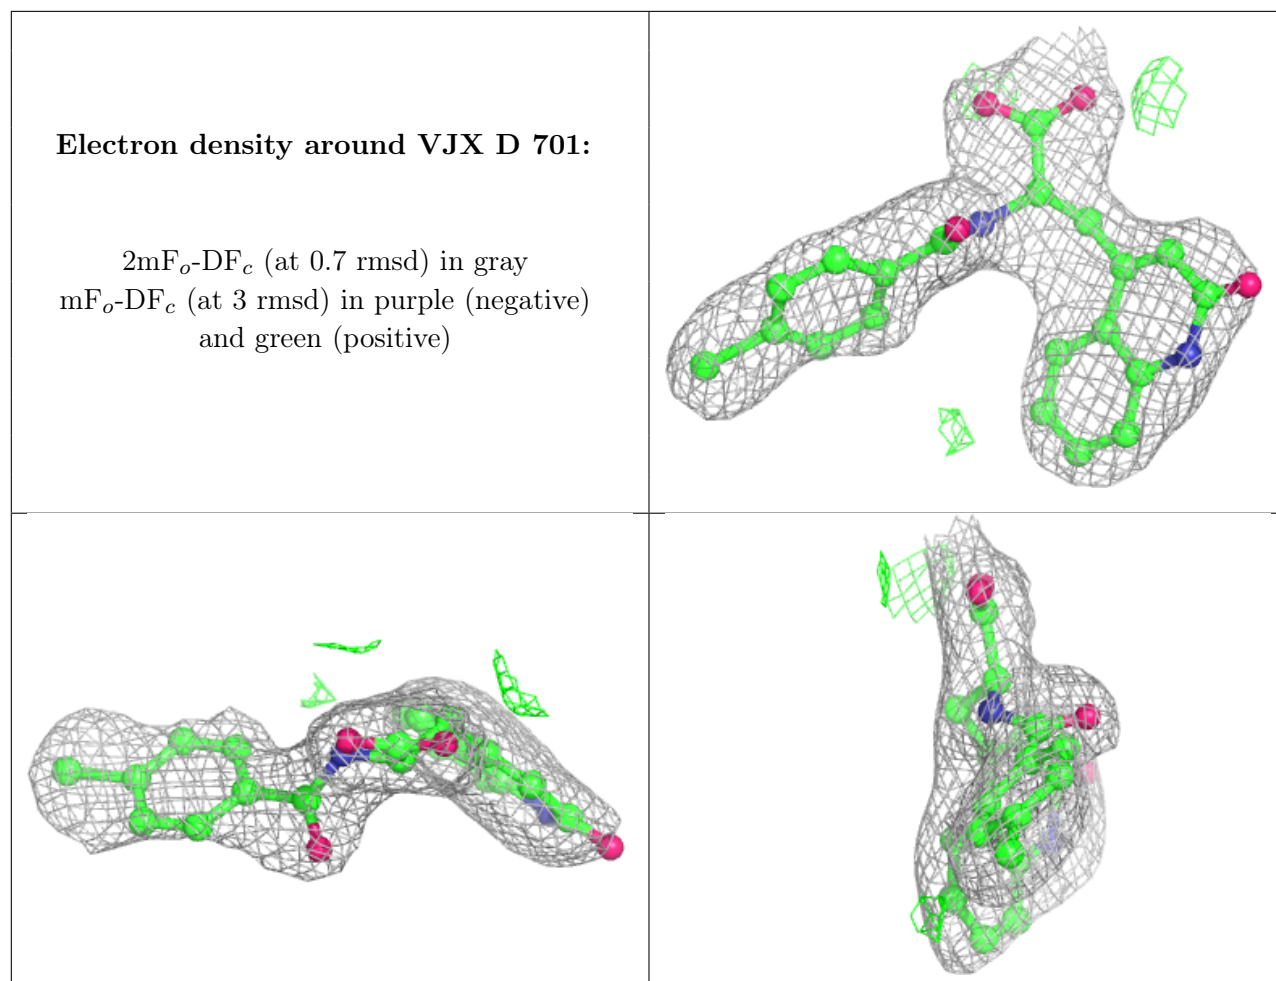 Electron density around VJX D 701:
2mFo-DFc (at 0.7 rmsd) in gray
mFo-DFc (at 3 rmsd) in purple (negative)
and green (positive)